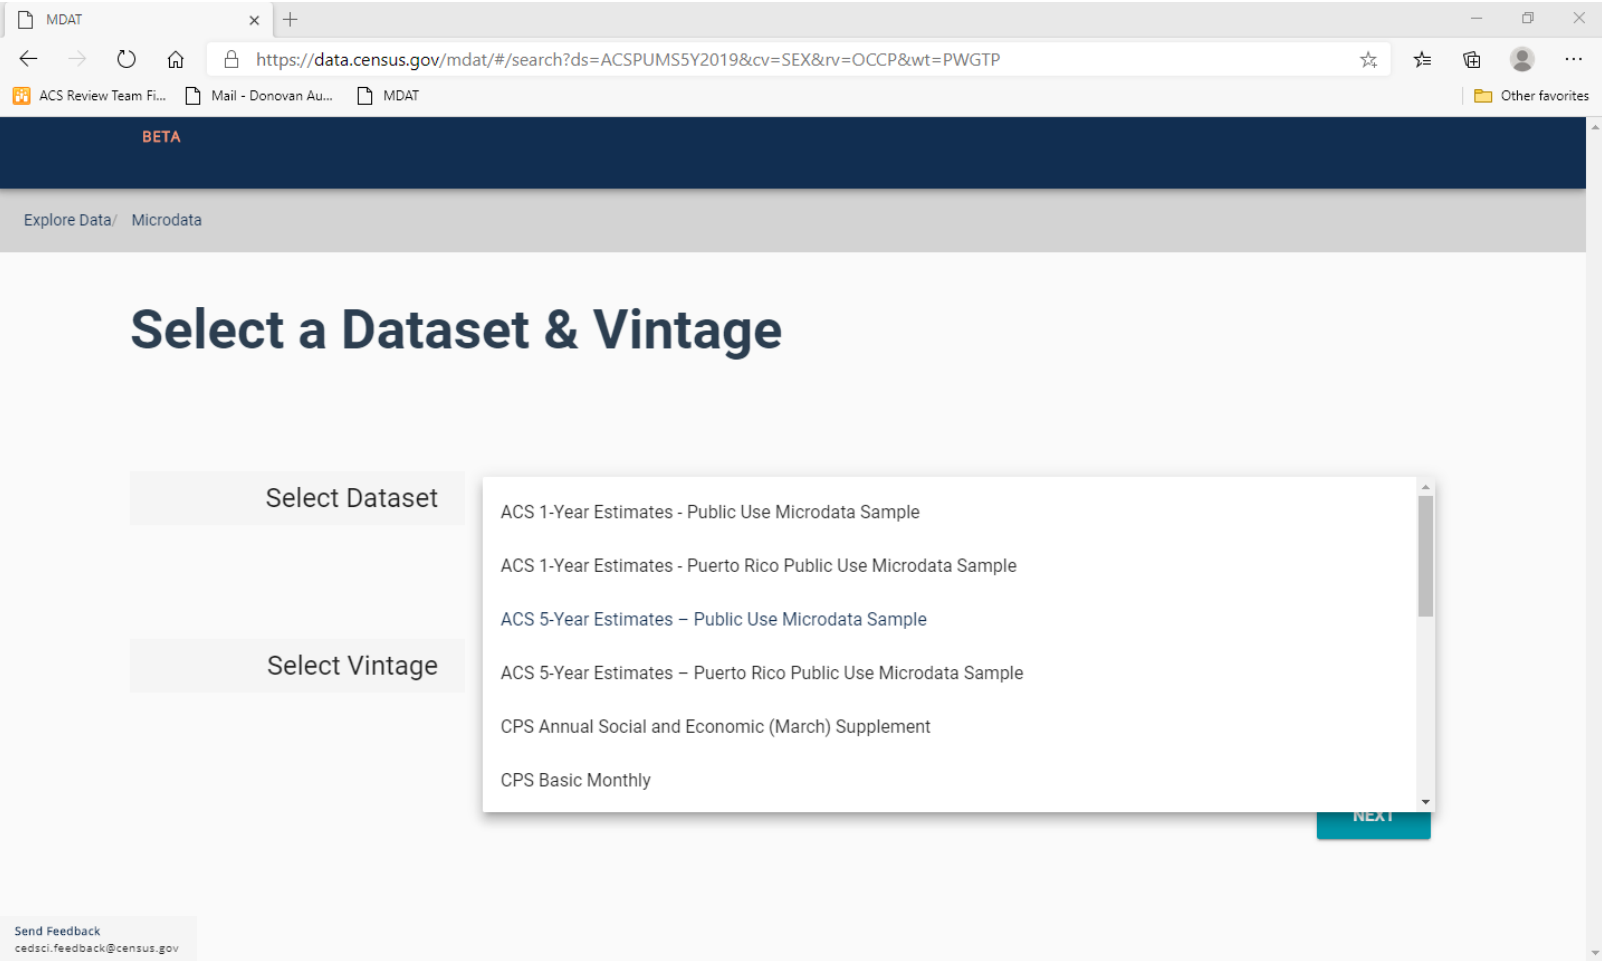 MDAT
https://data.census.gov/mdat/#/search?ds=ACSPUMS5Y2019&cv=SEX&rv=OCCP&wt=PWGTP
ACS Review Team Fi... Mail - Donovan Au... MDAT Other favorites
BETA
Explore Data/ Microdata
Select a Dataset & Vintage
Select Dataset
ACS 1-Year Estimates - Public Use Microdata Sample
ACS 1-Year Estimates - Puerto Rico Public Use Microdata Sample
ACS 5-Year Estimates – Public Use Microdata Sample
Select Vintage
ACS 5-Year Estimates – Puerto Rico Public Use Microdata Sample
CPS Annual Social and Economic (March) Supplement
CPS Basic Monthly
NEXT
Send Feedback
cedsci.feedback@census.gov